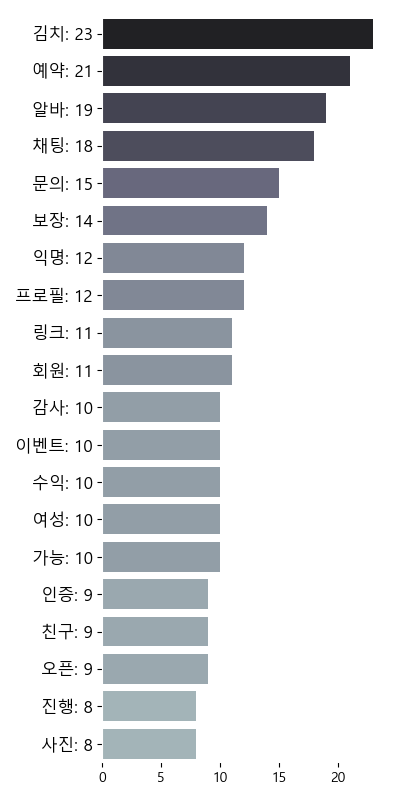 김치: 23
예약: 21
알바: 19
채팅: 18
문의: 15
보장: 14
익명: 12
프로필: 12
링크: 11
회원: 11
감사: 10
이벤트: 10
수익: 10
여성: 10
가능: 10
인증: 9
친구: 9
오픈: 9
진행: 8
사진: 8
0 5 10 15 20